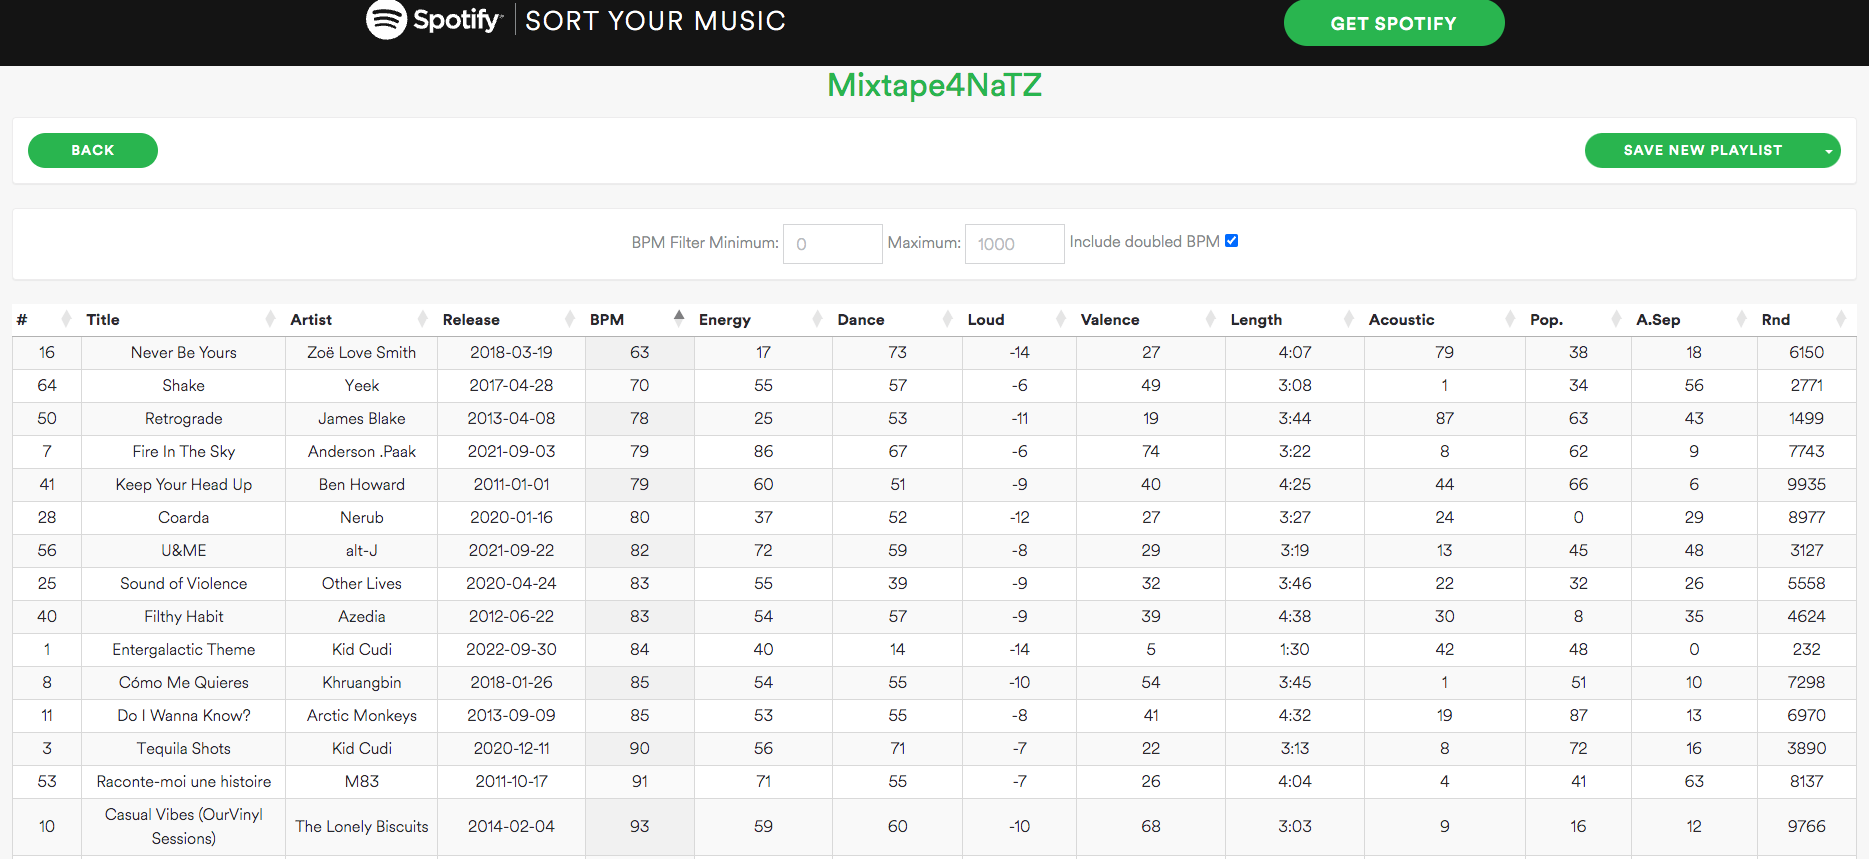 Spotify SORT YOUR MUSIC GET SPOTIFY
Mixtape4NaTZ
BACK SAVE NEW PLAYLIST
BPM Filter Minimum: 0 Maximum: 1000 Include doubled BPM
# Title Artist Release BPM Energy Dance Loud Valence Length Acoustic Pop. A.Sep Rnd
16 Never Be Yours Zoë Love Smith 2018-03-19 63 17 73 -14 27 4:07 79 38 18 6150
64 Shake Yeek 2017-04-28 70 55 57 -6 49 3:08 1 34 56 2771
50 Retrograde James Blake 2013-04-08 78 25 53 -11 19 3:44 87 63 43 1499
7 Fire In The Sky Anderson .Paak 2021-09-03 79 86 67 -6 74 3:22 8 62 9 7743
41 Keep Your Head Up Ben Howard 2011-01-01 79 60 51 -9 40 4:25 44 66 6 9935
28 Coarda Nerub 2020-01-16 80 37 52 -12 27 3:27 24 0 29 8977
56 U&ME alt-J 2021-09-22 82 72 59 -8 29 3:19 13 45 48 3127
25 Sound of Violence Other Lives 2020-04-24 83 55 39 -9 32 3:46 22 32 26 5558
40 Filthy Habit Azedia 2012-06-22 83 54 57 -9 39 4:38 30 8 35 4624
1 Entergalactic Theme Kid Cudi 2022-09-30 84 40 14 -14 5 1:30 42 48 0 232
8 Cómo Me Quieres Khruangbin 2018-01-26 85 54 55 -10 54 3:45 1 51 10 7298
11 Do I Wanna Know? Arctic Monkeys 2013-09-09 85 53 55 -8 41 4:32 19 87 13 6970
3 Tequila Shots Kid Cudi 2020-12-11 90 56 71 -7 22 3:13 8 72 16 3890
53 Raconte-moi une histoire M83 2011-10-17 91 71 55 -7 26 4:04 4 41 63 8137
10 Casual Vibes (OurVinyl Sessions) The Lonely Biscuits 2014-02-04 93 59 60 -10 68 3:03 9 16 12 9766